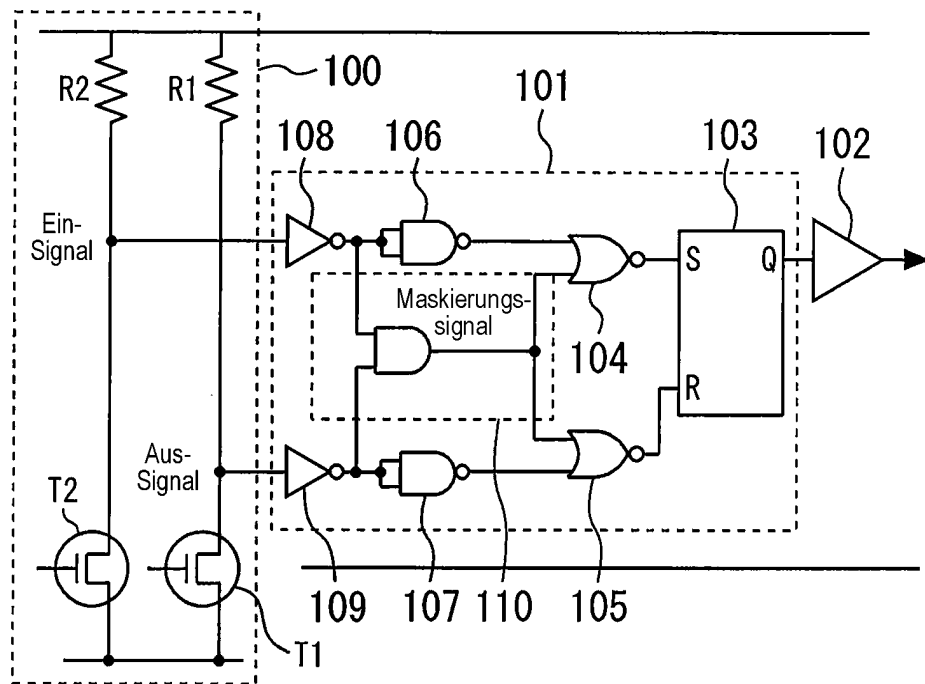 R2
R1
100
101
108
106
103
102
Ein-
Signal
S
Q
Maskierungs-
signal
104
R
Aus-
Signal
T2
109
107
110
105
T1